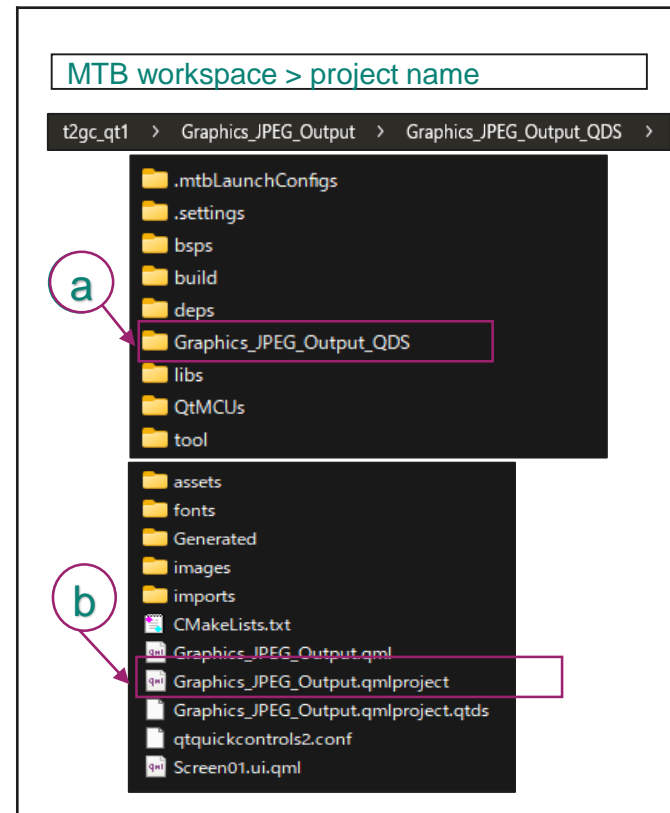 MTB workspace > project name
t2gc_qt1 > Graphics_JPEG_Output > Graphics_JPEG_Output_QDS >
.mtbLaunchConfigs
.settings
bsps
build
a
deps
Graphics_JPEG_Output_QDS
libs
QtMCUs
tool
assets
fonts
Generated
images
imports
b
CMakeLists.txt
Graphics_JPEG_Output.qml
Graphics_JPEG_Output.qmlproject
Graphics_JPEG_Output.qmlproject.qtds
qtquickcontrols2.conf
Screen01.ui.qml